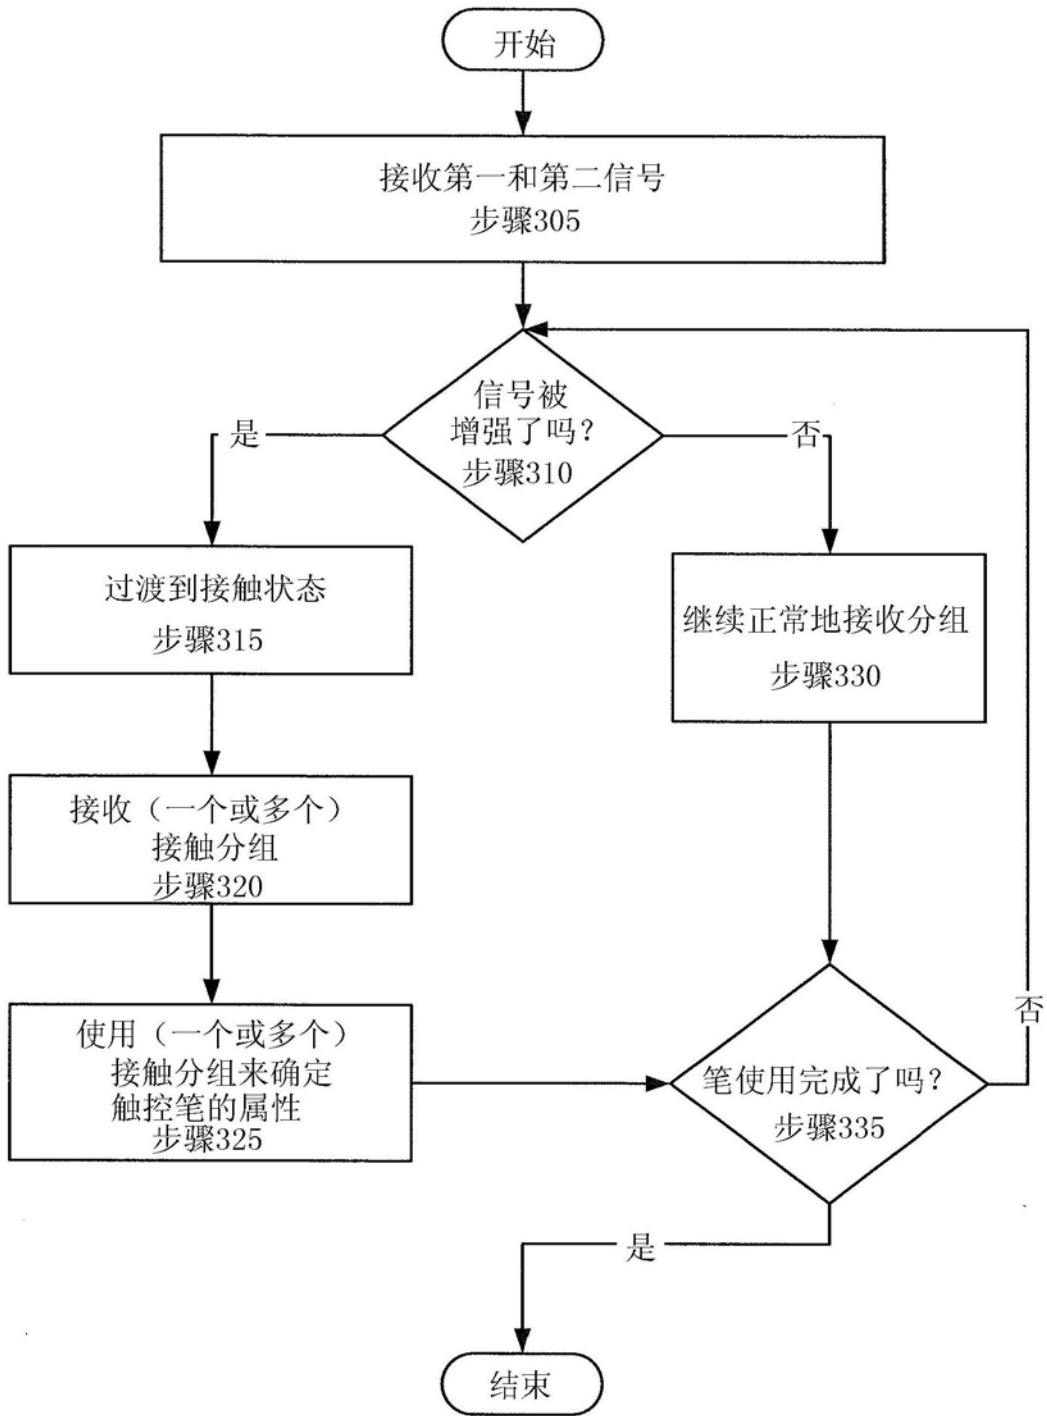 开始
接收第一和第二信号
步骤305
信号被
增强了吗？
步骤310
是
否
过渡到接触状态
步骤315
继续正常地接收分组
步骤330
接收（一个或多个）
接触分组
步骤320
使用（一个或多个）
接触分组来确定
触控笔的属性
步骤325
笔使用完成了吗？
步骤335
否
是
结束